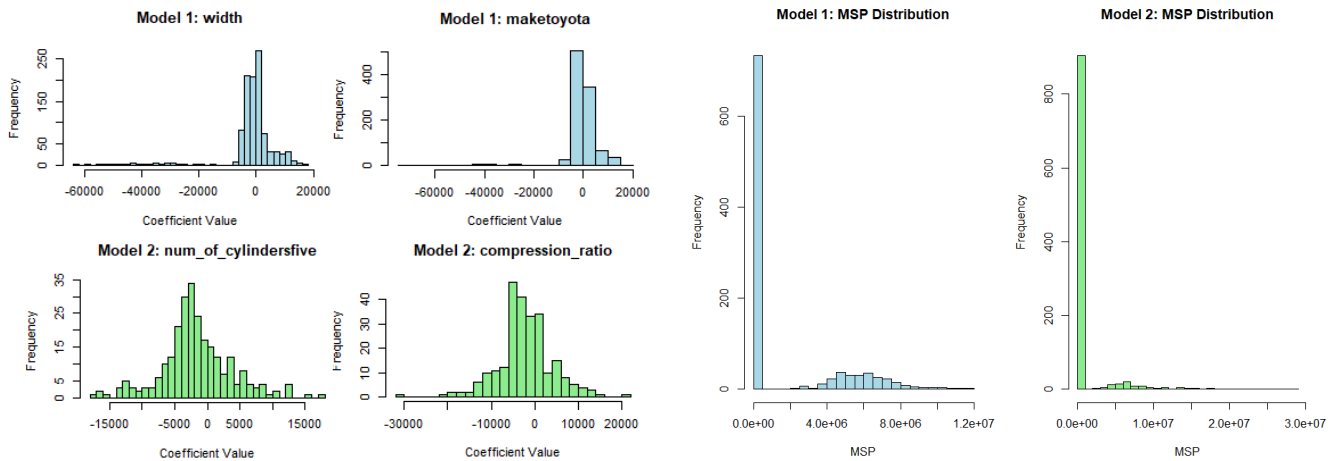 Model 1: width
Frequency
0 50 150 250
-60000 -40000 -20000 0 20000
Coefficient Value
Model 1: maketoyota
Frequency
0 200 400
-60000 -40000 -20000 0 20000
Coefficient Value
Model 2: num_of_cylindersfive
Frequency
0 5 15 25 35
-15000 -5000 0 5000 15000
Coefficient Value
Model 2: compression_ratio
Frequency
0 10 20 30 40
-30000 -10000 0 10000 20000
Coefficient Value
Model 1: MSP Distribution
Frequency
0 200 400 600
0.0e+00 4.0e+06 8.0e+06 1.2e+07
MSP
Model 2: MSP Distribution
Frequency
0 200 400 600 800
0.0e+00 1.0e+07 2.0e+07 3.0e+07
MSP